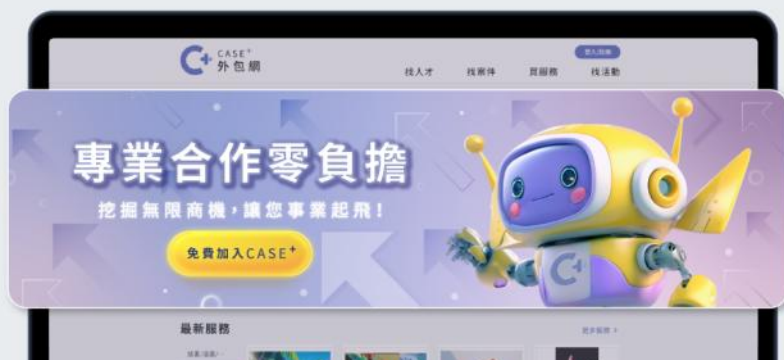 CASE+
外包網
登入/註冊
找人才 找案件 買服務 找活動
專業合作零負擔
挖掘無限商機，讓您事業起飛！
免費加入CASE+
C+
最新服務
更多服務 >